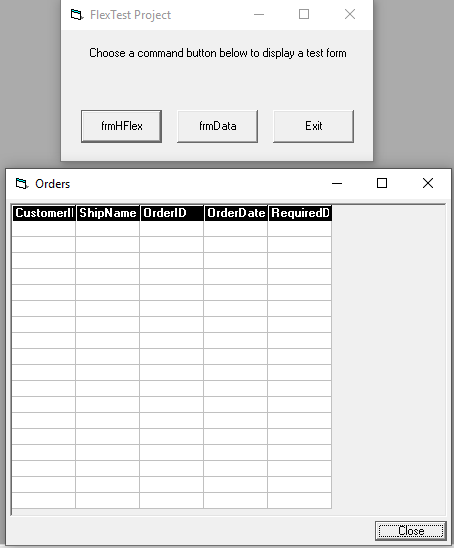 FlexTest Project
Choose a command button below to display a test form
frmHFlex frmData Exit
Orders
CustomerI ShipName OrderID OrderDate RequiredD
Close